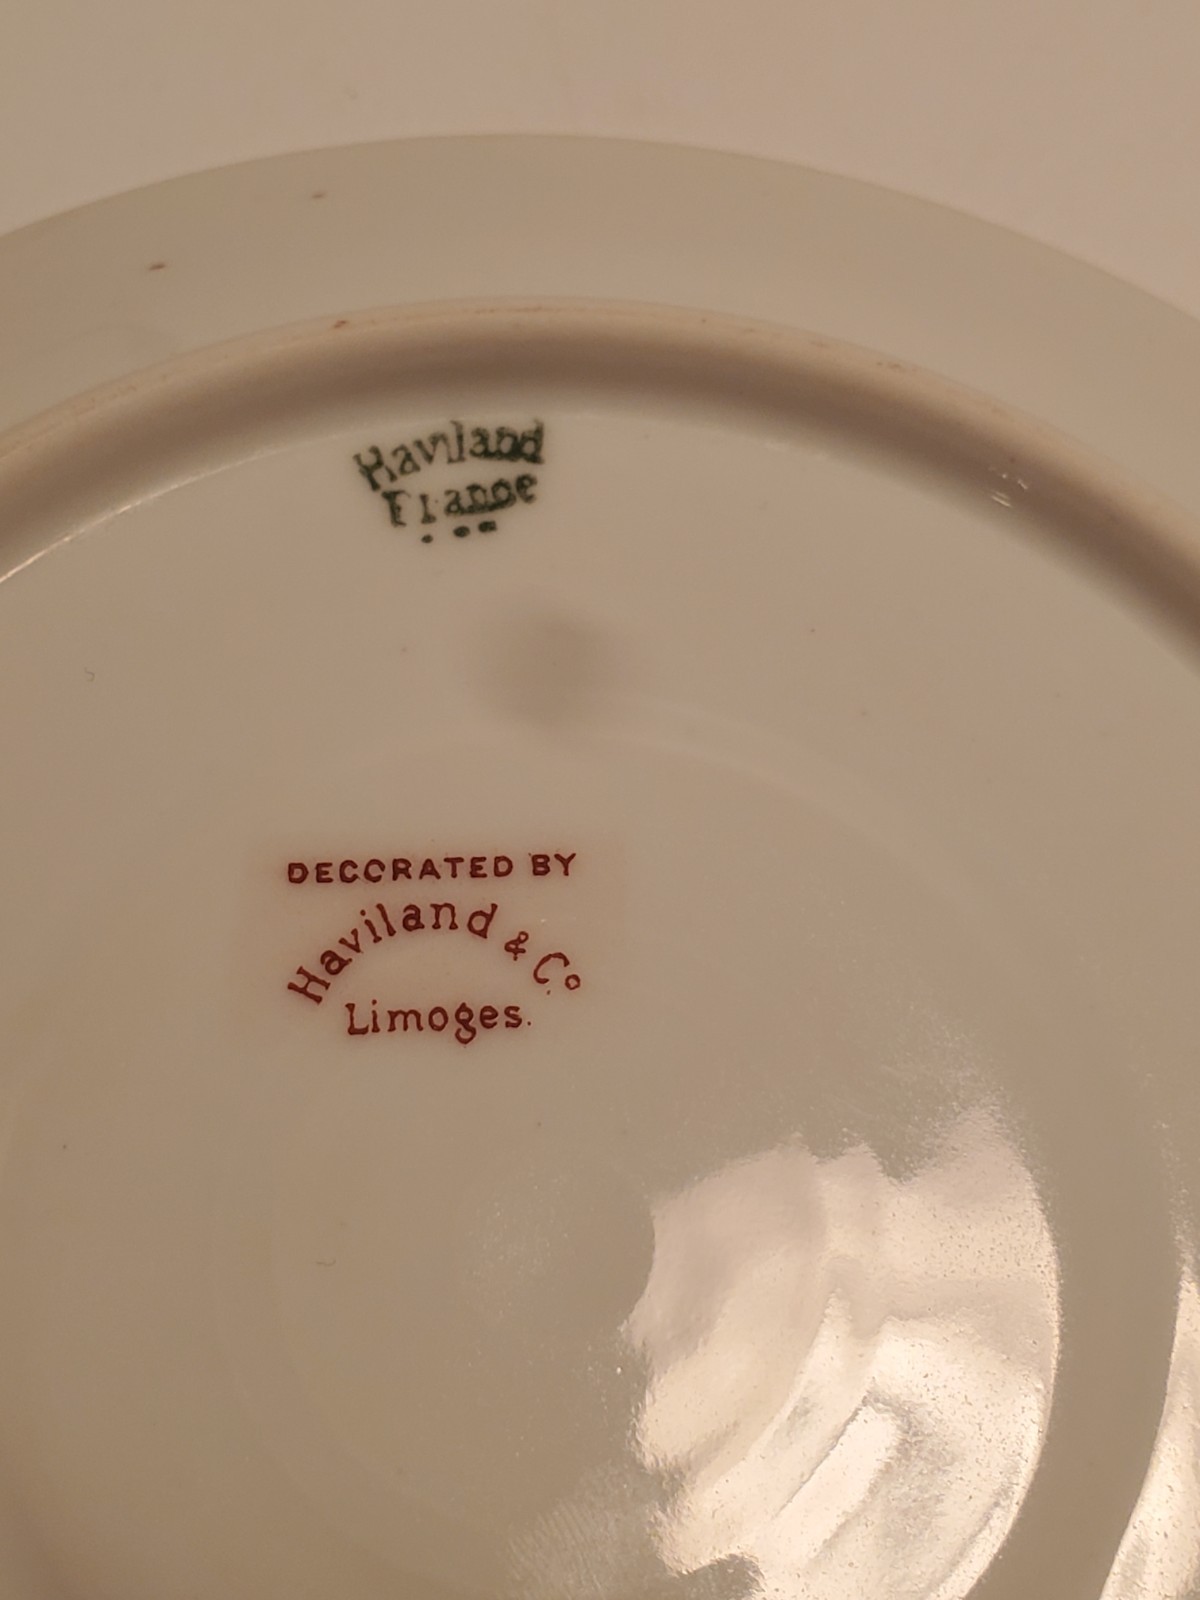 Haviland
France
DECORATED BY
Haviland & Co.
Limoges.